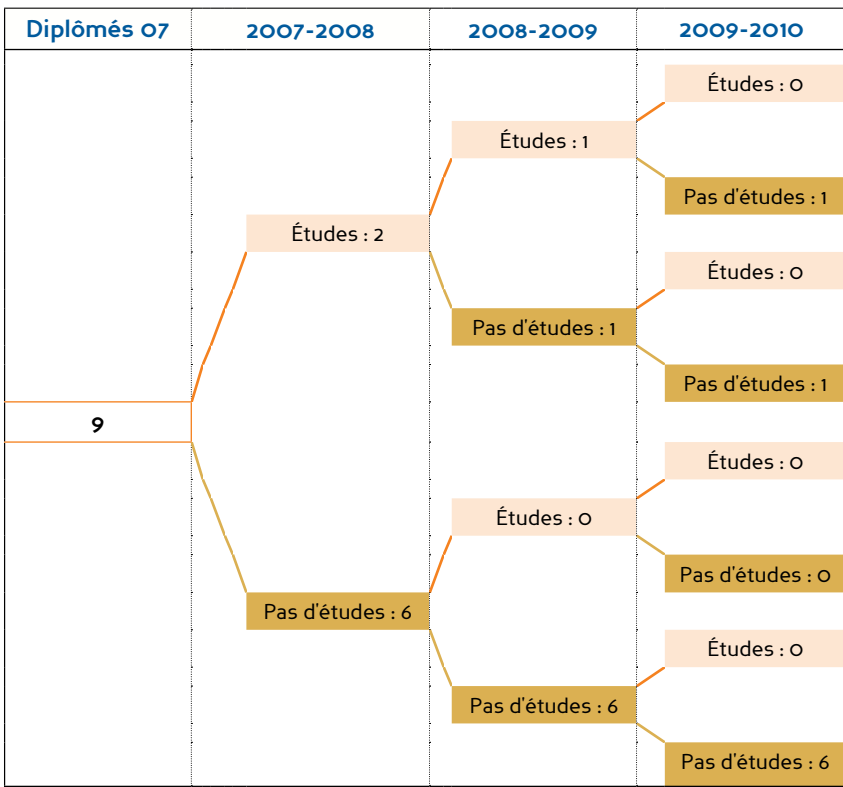 Diplômés 07 2007-2008 2008-2009 2009-2010
Études : 0
Études : 1
Pas d'études : 1
Études : 2
Études : 0
Pas d'études : 1
Pas d'études : 1
9
Études : 0
Études : 0
Pas d'études : 0
Pas d'études : 6
Études : 0
Pas d'études : 6
Pas d'études : 6